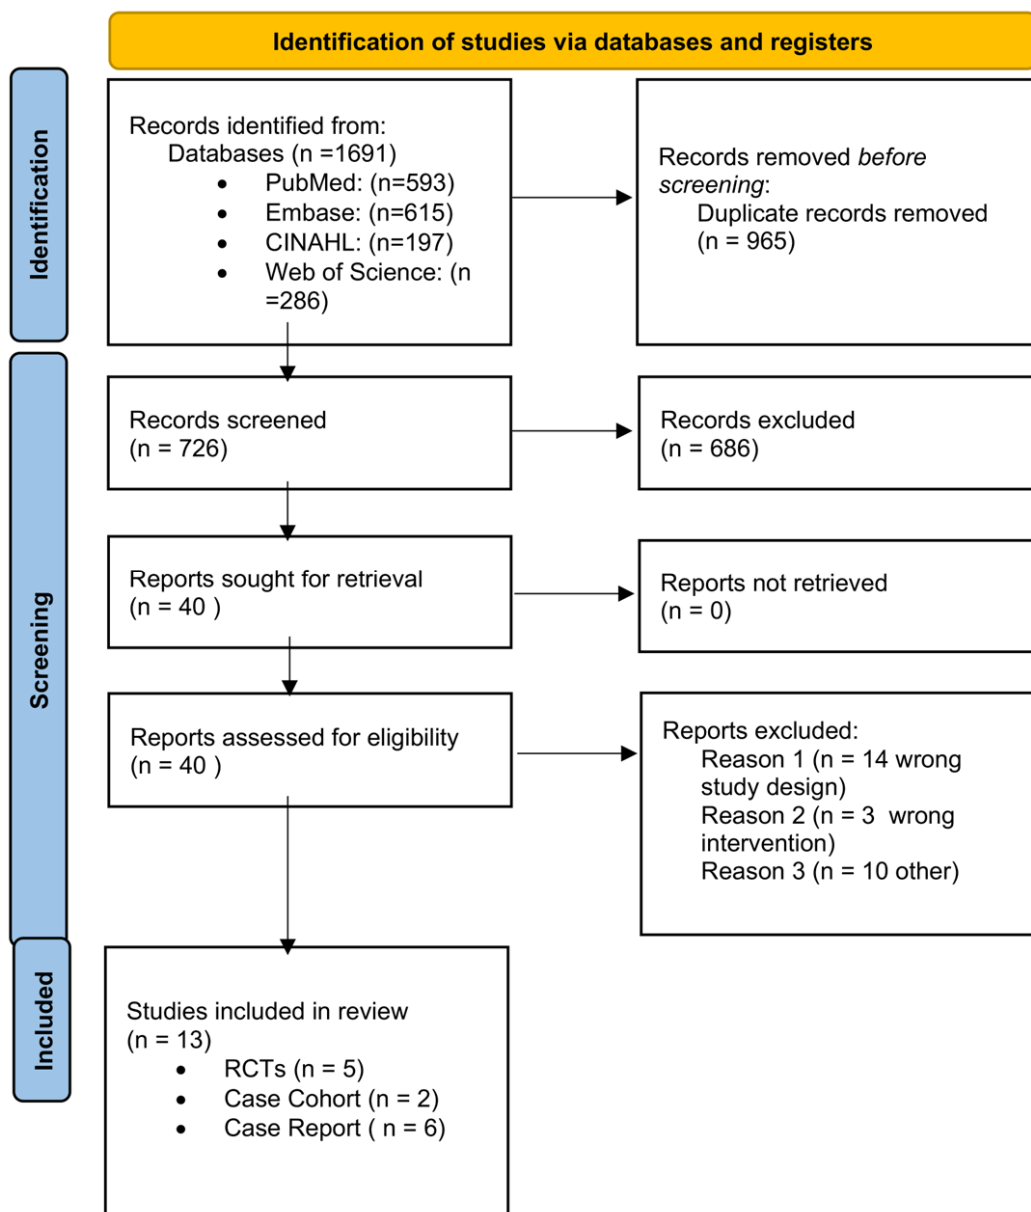 Identification of studies via databases and registers
Identification
Records identified from:
Databases (n =1691)
• PubMed: (n=593)
• Embase: (n=615)
• CINAHL: (n=197)
• Web of Science: (n
=286)
Records removed before
screening:
Duplicate records removed
(n = 965)
Screening
Records screened
(n = 726)
Records excluded
(n = 686)
Reports sought for retrieval
(n = 40 )
Reports not retrieved
(n = 0)
Reports assessed for eligibility
(n = 40 )
Reports excluded:
Reason 1 (n = 14 wrong
study design)
Reason 2 (n = 3  wrong
intervention)
Reason 3 (n = 10 other)
Included
Studies included in review
(n = 13)
• RCTs (n = 5)
• Case Cohort (n = 2)
• Case Report ( n = 6)